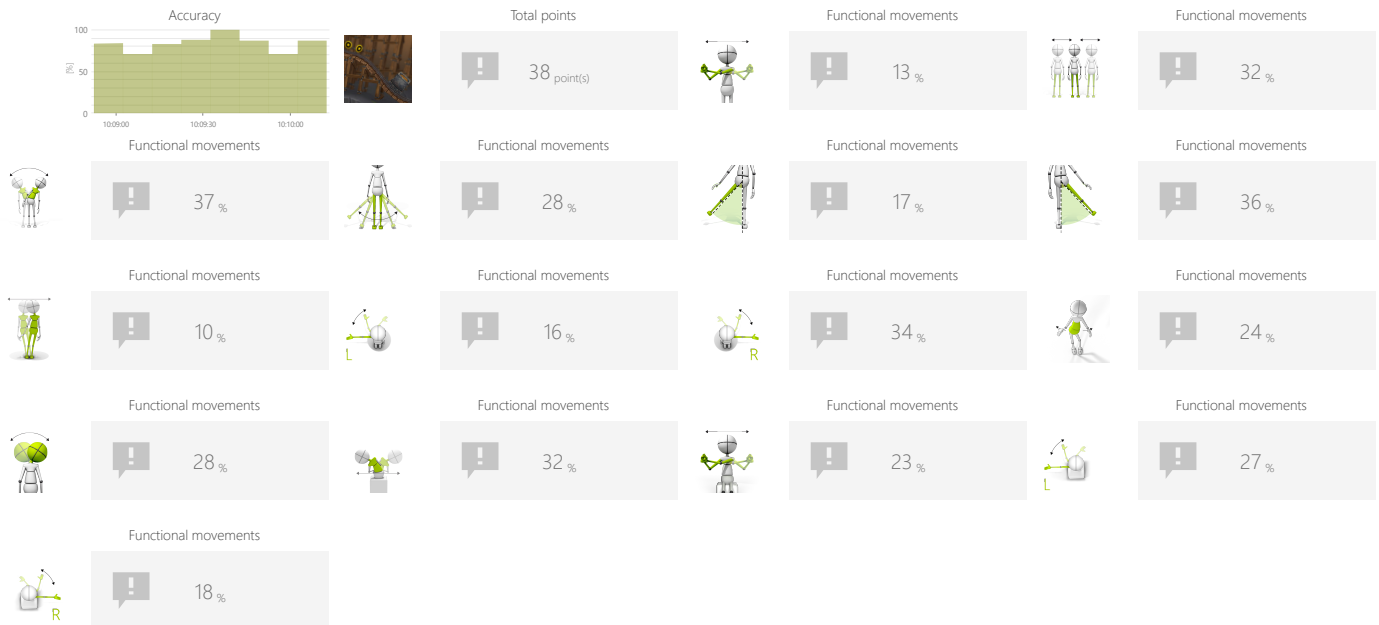 Accuracy
Total points
Functional movements
Functional movements
100
50
0
[%]
10:09:00
10:09:30
10:10:00
38 point(s)
13 %
32 %
Functional movements
Functional movements
Functional movements
Functional movements
37 %
28 %
17 %
36 %
Functional movements
Functional movements
Functional movements
Functional movements
10 %
L
16 %
R
34 %
24 %
Functional movements
Functional movements
Functional movements
Functional movements
28 %
32 %
23 %
L
27 %
Functional movements
R
18 %